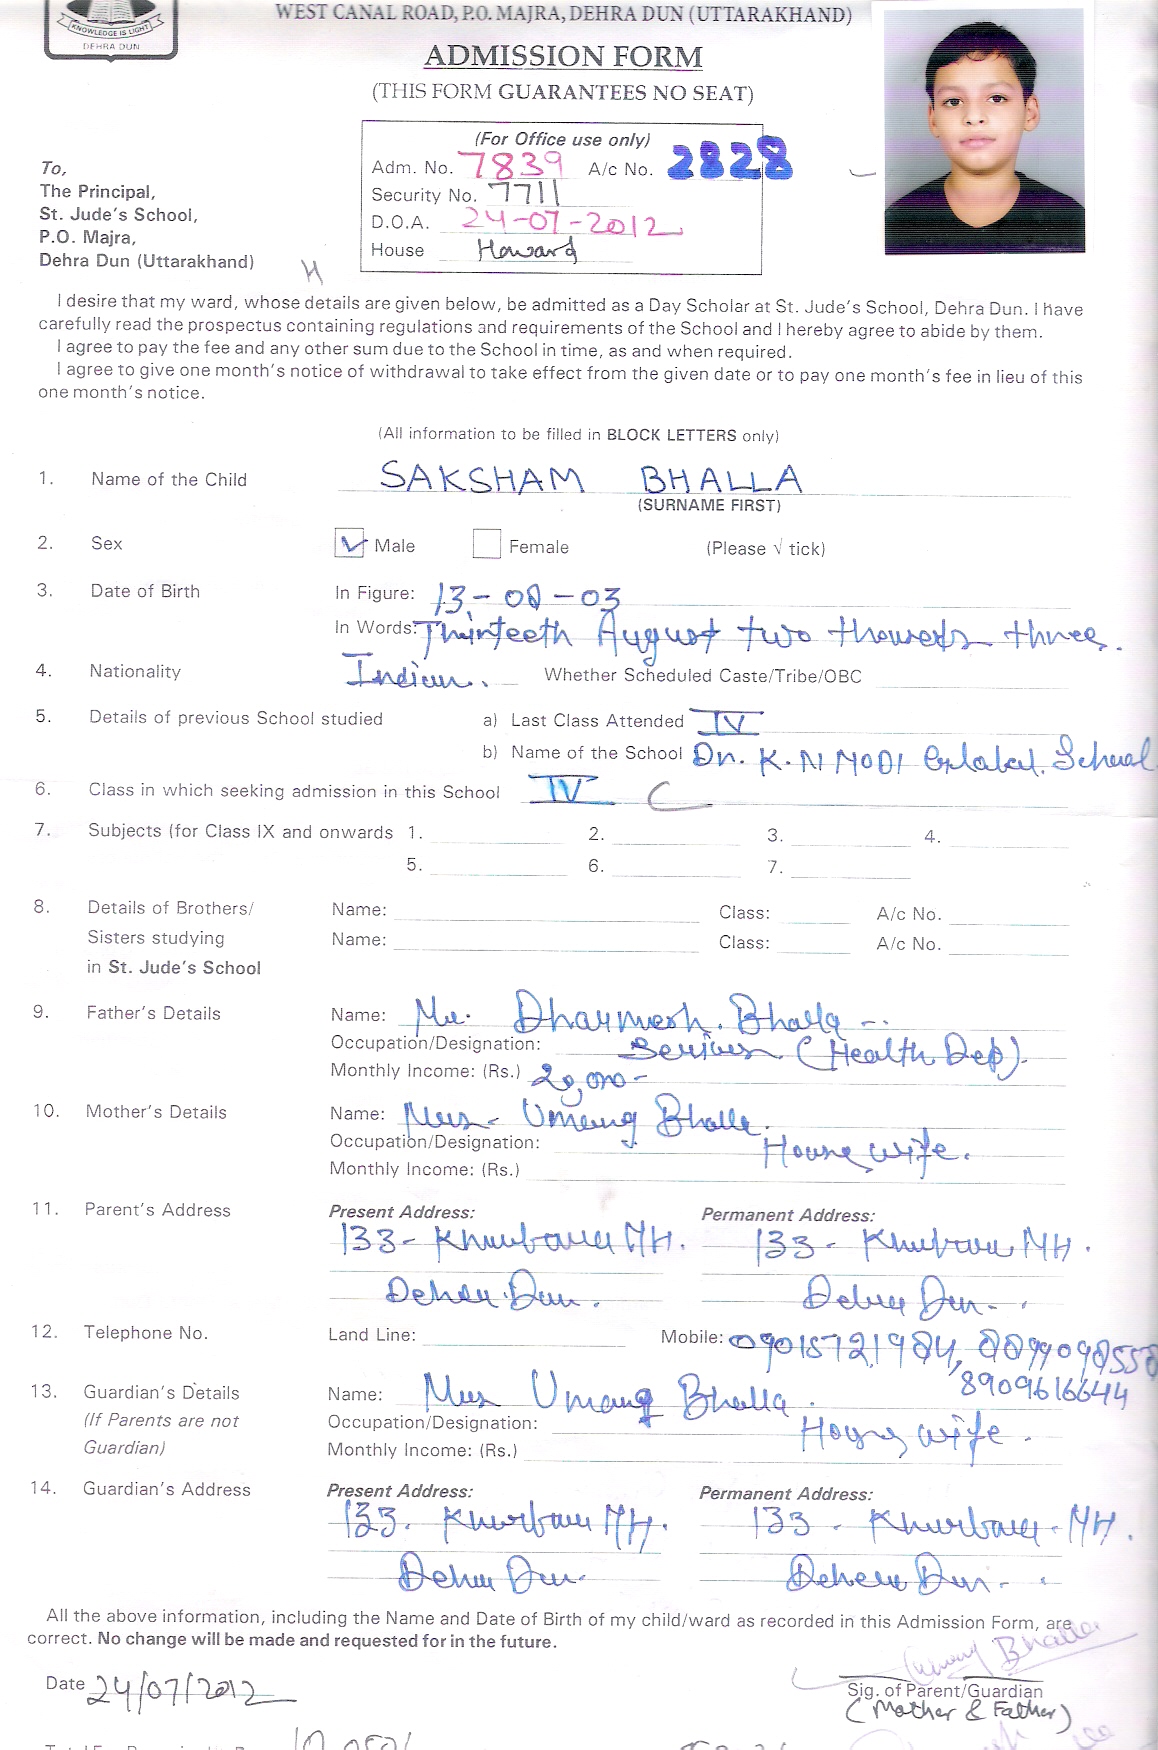 KNOWLEDGE IS LIGHT
DEHRA DUN
WEST CANAL ROAD, P.O. MAJRA, DEHRA DUN (UTTARAKHAND)
ADMISSION FORM
(THIS FORM GUARANTEES NO SEAT)
(For Office use only)
Adm. No. 7839 A/c No. 2828
Security No. 7711
D.O.A. 24-07-2012
House Howard
To,
The Principal,
St. Jude's School,
P.O. Majra,
Dehra Dun (Uttarakhand)
H
I desire that my ward, whose details are given below, be admitted as a Day Scholar at St. Jude's School, Dehra Dun. I have
carefully read the prospectus containing regulations and requirements of the School and I hereby agree to abide by them.
I agree to pay the fee and any other sum due to the School in time, as and when required.
I agree to give one month's notice of withdrawal to take effect from the given date or to pay one month's fee in lieu of this
one month's notice.
(All information to be filled in BLOCK LETTERS only)
1. Name of the Child SAKSHAM BHALLA
(SURNAME FIRST)
2. Sex Male Female (Please √ tick)
3. Date of Birth In Figure: 13-08-03
In Words: Thirteeth August two thousands three.
4. Nationality Indian.. Whether Scheduled Caste/Tribe/OBC
5. Details of previous School studied a) Last Class Attended IV
b) Name of the School Dr. K. N MODI Global School
6. Class in which seeking admission in this School IV C
7. Subjects (for Class IX and onwards 1. 2. 3. 4.
5. 6. 7.
8. Details of Brothers/ Name: Class: A/c No.
Sisters studying Name: Class: A/c No.
in St. Jude's School
9. Father's Details Name: Mr. Dharmesh. Bhalla
Occupation/Designation: Services (Health Dep).
Monthly Income: (Rs.) 20,000-
10. Mother's Details Name: Mrs- Umang Bhalla.
Occupation/Designation: House wife.
Monthly Income: (Rs.)
11. Parent's Address Present Address: Permanent Address:
133- Khurbura MH. 133- Khurbura MH.
Dehra Dun. Dehra Dun-
12. Telephone No. Land Line: Mobile: 09015721984,
8909616644
13. Guardian's Details Name: Mrs Umang Bhalla.
(If Parents are not Occupation/Designation: House wife.
Guardian) Monthly Income: (Rs.)
14. Guardian's Address Present Address: Permanent Address:
133. Khurbura MH. 133 - Khurbura - MH.
Dehra Dun. Dehra Dun-
All the above information, including the Name and Date of Birth of my child/ward as recorded in this Admission Form, are
correct. No change will be made and requested for in the future.
Umang Bhalla
Date 24/07/2012
Sig. of Parent/Guardian
(Mother & Father)